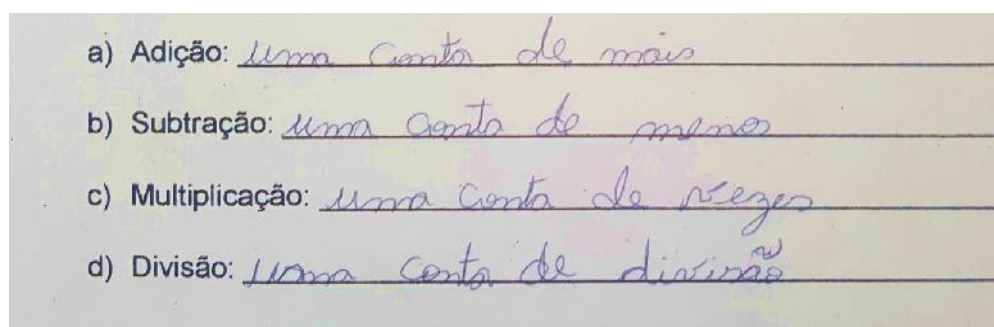 a) Adição: uma conta de mais
b) Subtração: uma conta de menos
c) Multiplicação: uma conta de vezes
d) Divisão: uma conta de divisão